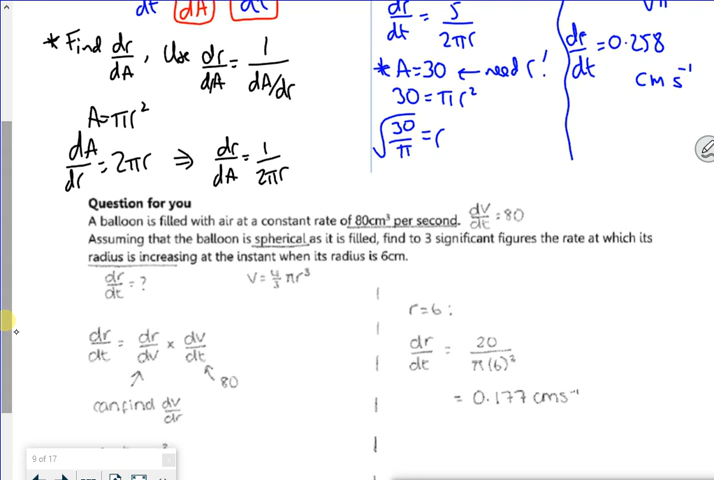 dt dA dt
* Find dr/dA, Use dr/dA = 1/dA/dr
A = πr²
dA/dr = 2πr ⇒ dr/dA = 1/2πr
dr/dt = 5/2πr
* A=30 ← need r!
30 = πr²
√30/π = r
dr/dt = 0.258
cm s⁻¹
Question for you
A balloon is filled with air at a constant rate of 80cm³ per second. dV/dt = 80
Assuming that the balloon is spherical as it is filled, find to 3 significant figures the rate at which its
radius is increasing at the instant when its radius is 6cm.
dr/dt = ? V = 4/3 πr³
dr/dt = dr/dv × dv/dt
80
can find dv/dr
r = 6 :
dr/dt = 20/π(6)²
= 0.177 cms⁻¹
9 of 17